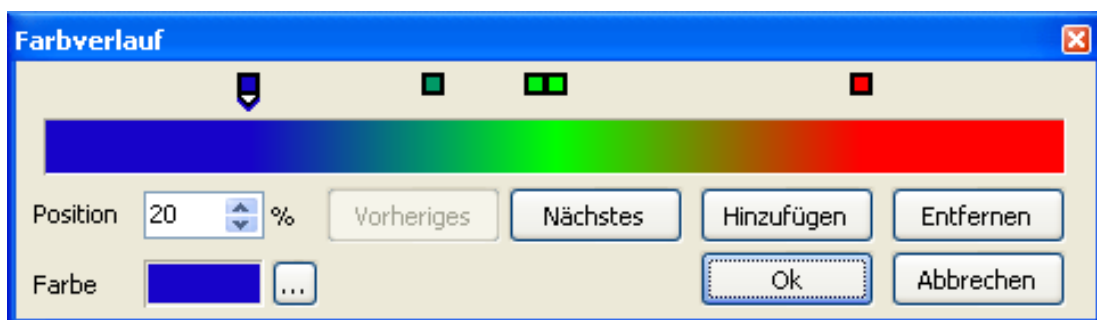 Farbverlauf
Position 20 % Vorheriges Nächstes Hinzufügen Entfernen
Farbe ... Ok Abbrechen